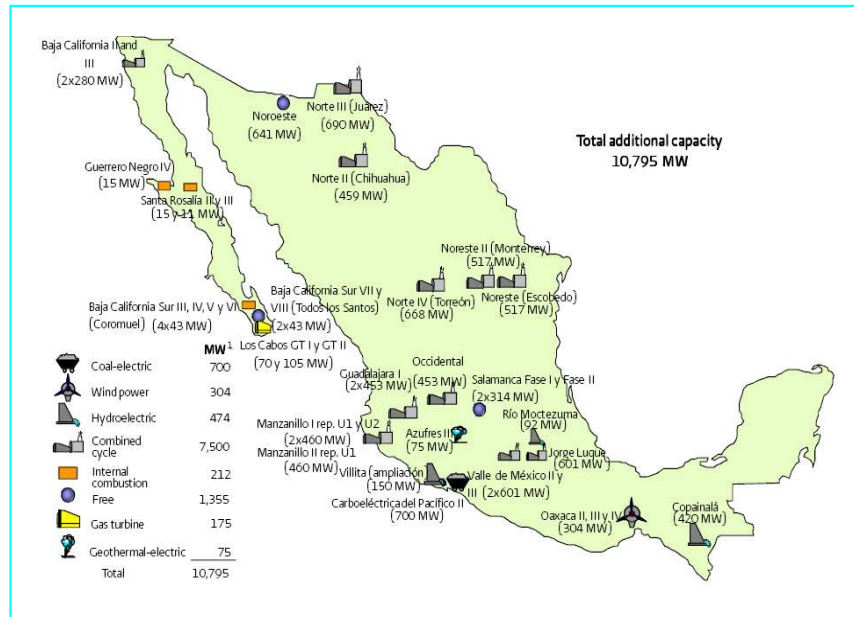 Baja California II and
III
(2x280 MW)
Noroeste
(641 MW)
Norte III (Juárez)
(690 MW)
Total additional capacity
10,795 MW
Norte II (Chihuahua)
(459 MW)
Guerrero Negro IV
(15 MW)
Santa Rosalía II y III
(15 y 11 MW)
Noreste II (Monterrey)
(517 MW)
Norte IV (Torreón)
(668 MW)
Noreste (Escobedo)
(517 MW)
Baja California Sur III, IV, V y VI
(Coromuel) (4x43 MW)
Baja California Sur VII y
VIII (Todos los Santos)
(2x43 MW)
Los Cabos GT I y GT II
(70 y 105 MW)
Occidental
(453 MW)
Guadalajara I
(2x453 MW)
Salamanca Fase I y Fase II
(2x314 MW)
Río Moctezuma
(92 MW)
Manzanillo I rep. U1 y U2
(2x460 MW)
Manzanillo II rep. U1
(460 MW)
Azufres III
(75 MW)
Jorge Luque
(601 MW)
Villita (ampliación)
(150 MW)
Valle de México II y
III (2x601 MW)
Carboeléctrica del Pacífico II
(700 MW)
Oaxaca II, III y IV
(304 MW)
Copainalá
(420 MW)
MW1
Coal-electric 700
Wind power 304
Hydroelectric 474
Combined
cycle 7,500
Internal
combustion 212
Free 1,355
Gas turbine 175
Geothermal-electric 75
Total 10,795